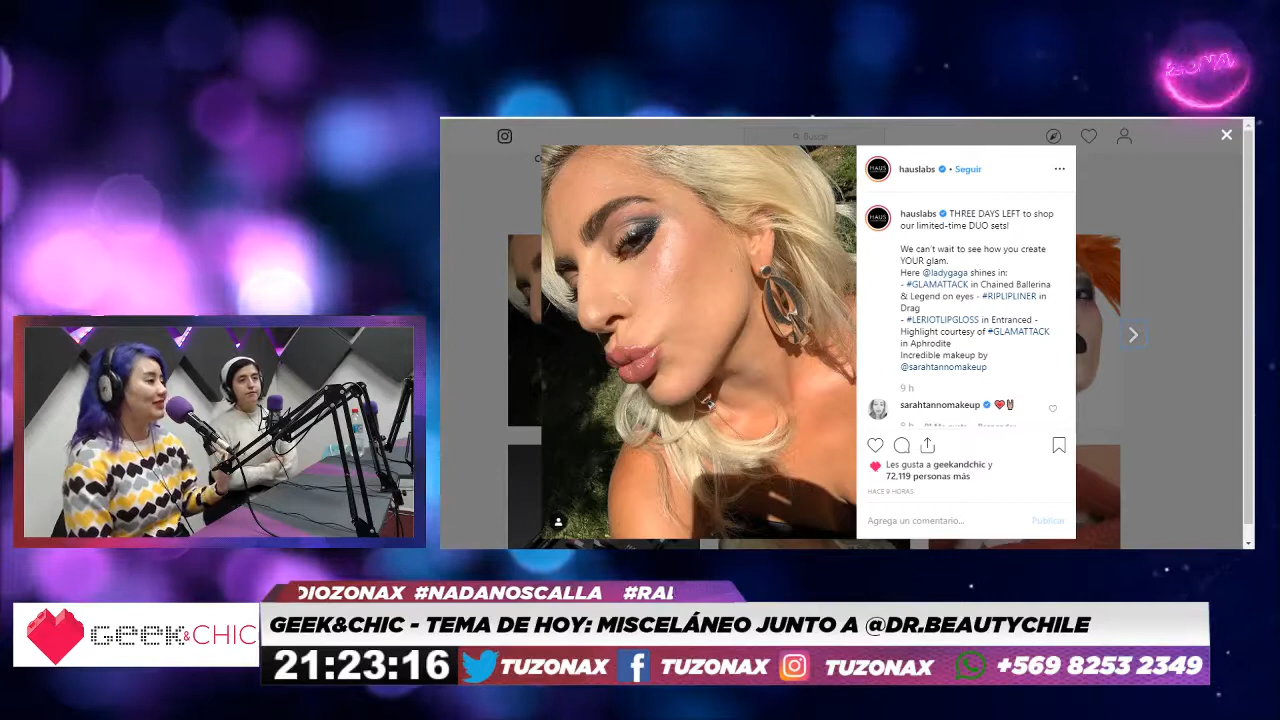 Buscar
HAUS
hauslabs • Seguir
HAUS
hauslabs THREE DAYS LEFT to shop
our limited-time DUO sets!
We can't wait to see how you create
YOUR glam.
Here @ladygaga shines in:
- #GLAMATTACK in Chained Ballerina
& Legend on eyes - #RIPLIPLINER in
Drag
- #LERIOTLIPGLOSS in Entranced -
Highlight courtesy of #GLAMATTACK
in Aphrodite
Incredible makeup by
@sarahtannomakeup
9 h
sarahtannomakeup
Les gusta a geekandchic y
72,119 personas más
HACE 9 HORAS
Agrega un comentario... Publicar
DIOZONAX #NADANOSCALLA #RAL
GEEK&CHIC
GEEK&CHIC - TEMA DE HOY: MISCELÁNEO JUNTO A @DR.BEAUTYCHILE
21:23:16 TUZONAX TUZONAX TUZONAX +569 8253 2349